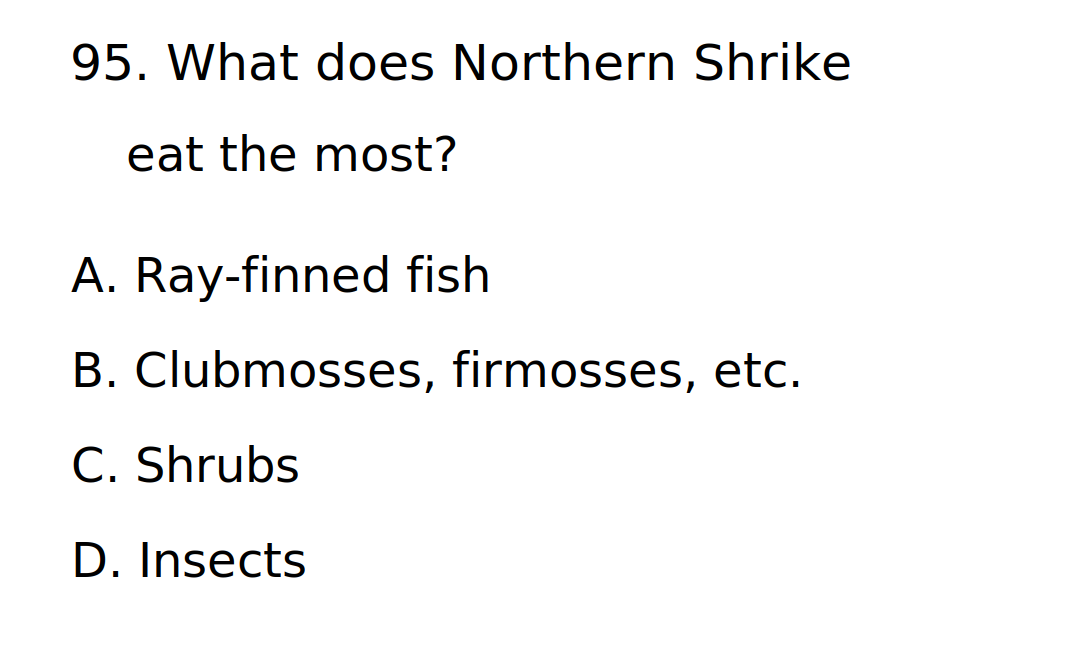 95. What does Northern Shrike
eat the most?
A. Ray-finned fish
B. Clubmosses, firmosses, etc.
C. Shrubs
D. Insects